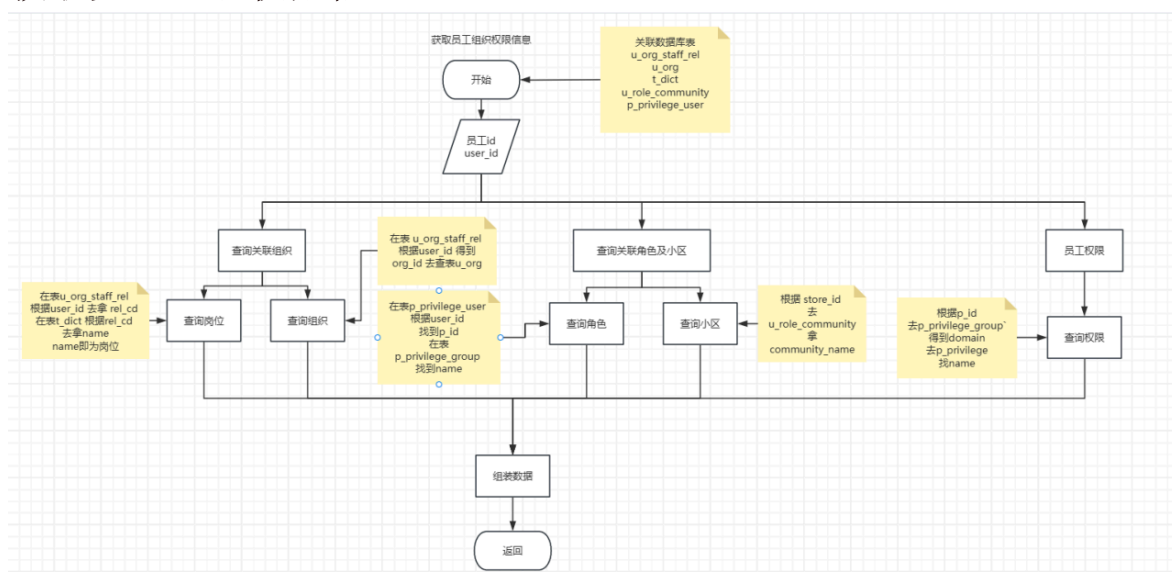 获取员工组织权限信息
关联数据库表
u_org_staff_rel
u_org
t_dict
u_role_community
p_privilege_user
开始
员工id
user_id
查询关联组织
在表 u_org_staff_rel
根据user_id 得到
org_id 去查表u_org
查询关联角色及小区
员工权限
在表u_org_staff_rel
根据user_id 去拿 rel_cd
在表t_dict 根据rel_cd
去拿name
name即为岗位
查询岗位
查询组织
在表p_privilege_user
根据user_id
找到p_id
在表
p_privilege_group
找到name
查询角色
查询小区
根据 store_id
去
u_role_community
拿
community_name
根据p_id
去p_privilege_group`
得到domain
去p_privilege
找name
查询权限
组装数据
返回